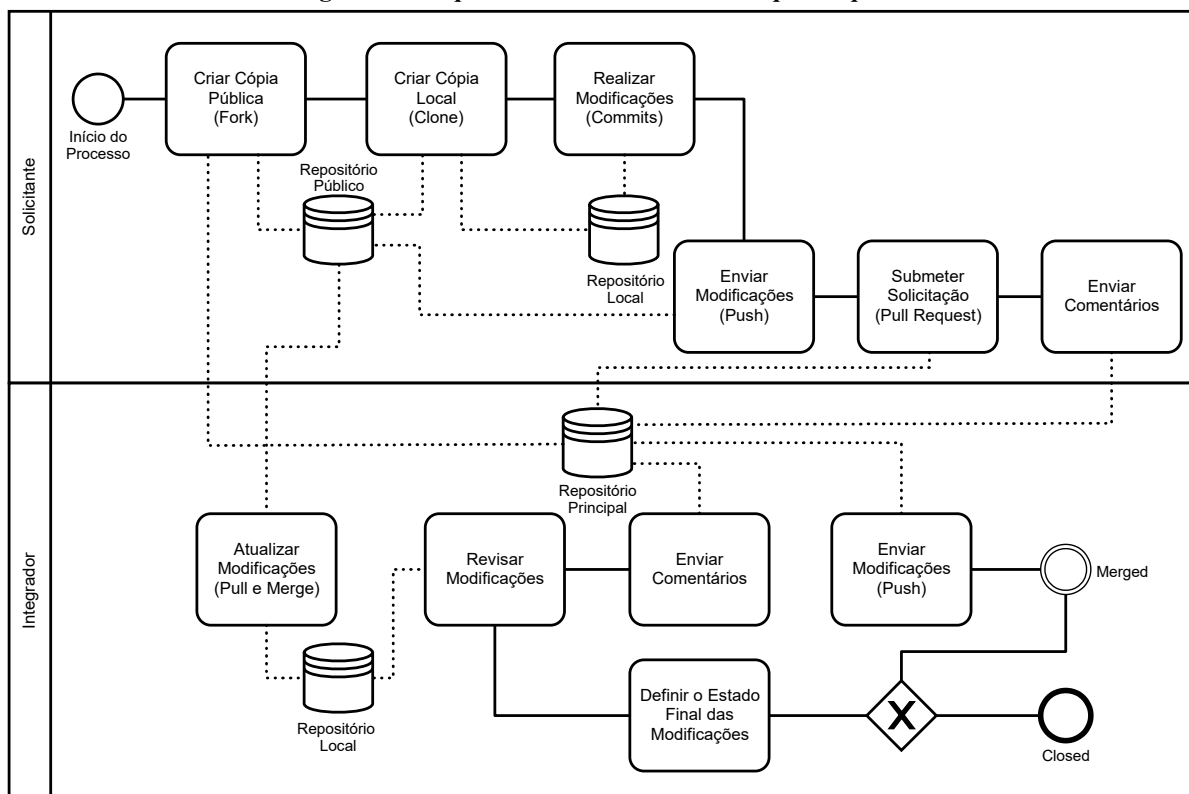 Solicitante
Início do
Processo
Criar Cópia
Pública
(Fork)
Criar Cópia
Local
(Clone)
Realizar
Modificações
(Commits)
Repositório
Público
Repositório
Local
Enviar
Modificações
(Push)
Submeter
Solicitação
(Pull Request)
Enviar
Comentários
Integrador
Repositório
Principal
Atualizar
Modificações
(Pull e Merge)
Revisar
Modificações
Enviar
Comentários
Enviar
Modificações
(Push)
Merged
Repositório
Local
Definir o Estado
Final das
Modificações
X
Closed